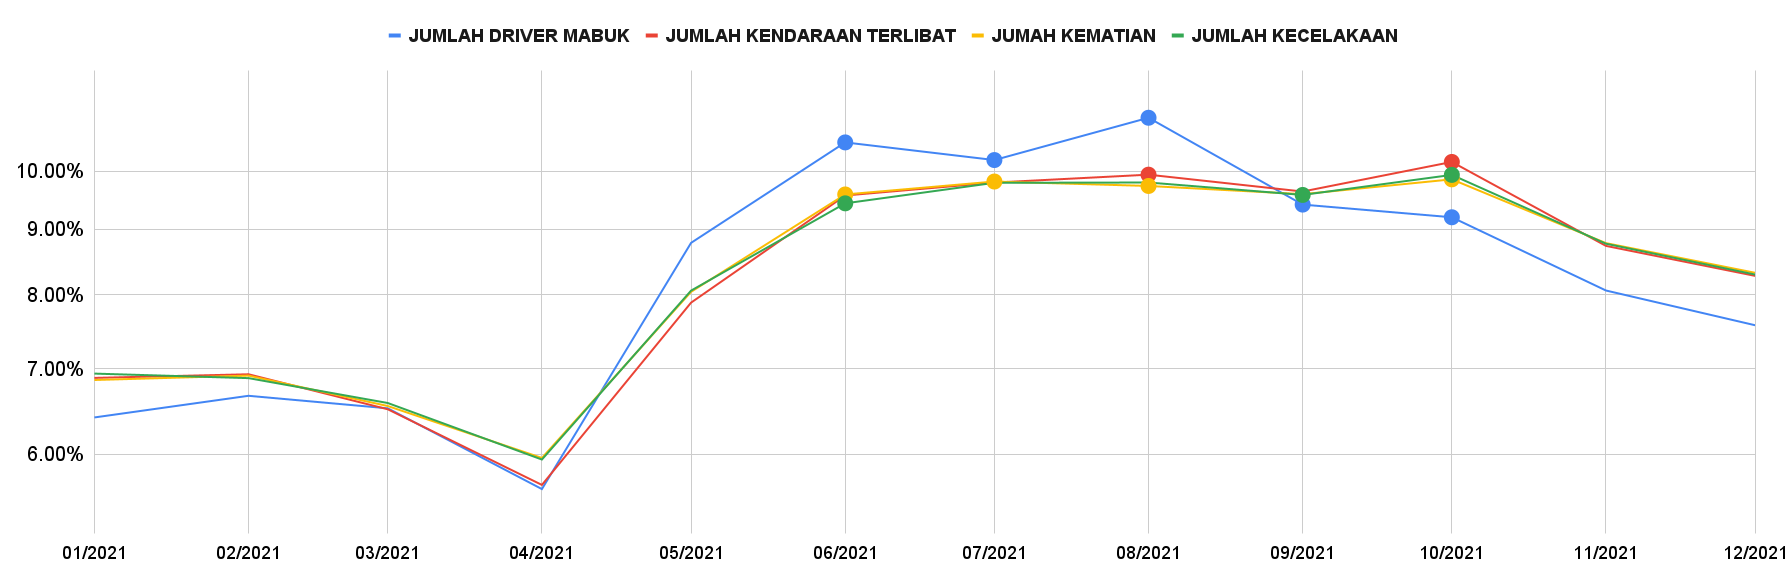 JUMLAH DRIVER MABUK JUMLAH KENDARAAN TERLIBAT JUMAH KEMATIAN JUMLAH KECELAKAAN
10.00%
9.00%
8.00%
7.00%
6.00%
01/2021 02/2021 03/2021 04/2021 05/2021 06/2021 07/2021 08/2021 09/2021 10/2021 11/2021 12/2021